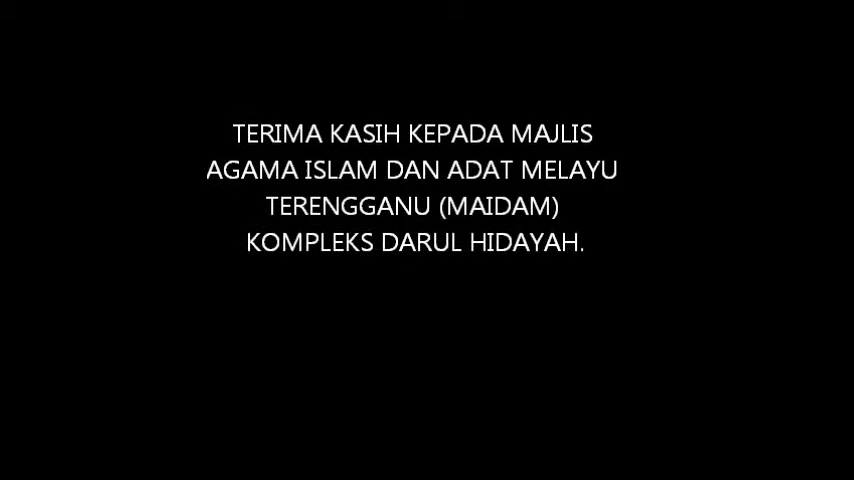 TERIMA KASIH KEPADA MAJLIS
AGAMA ISLAM DAN ADAT MELAYU
TERENGGANU (MAIDAM)
KOMPLEKS DARUL HIDAYAH.